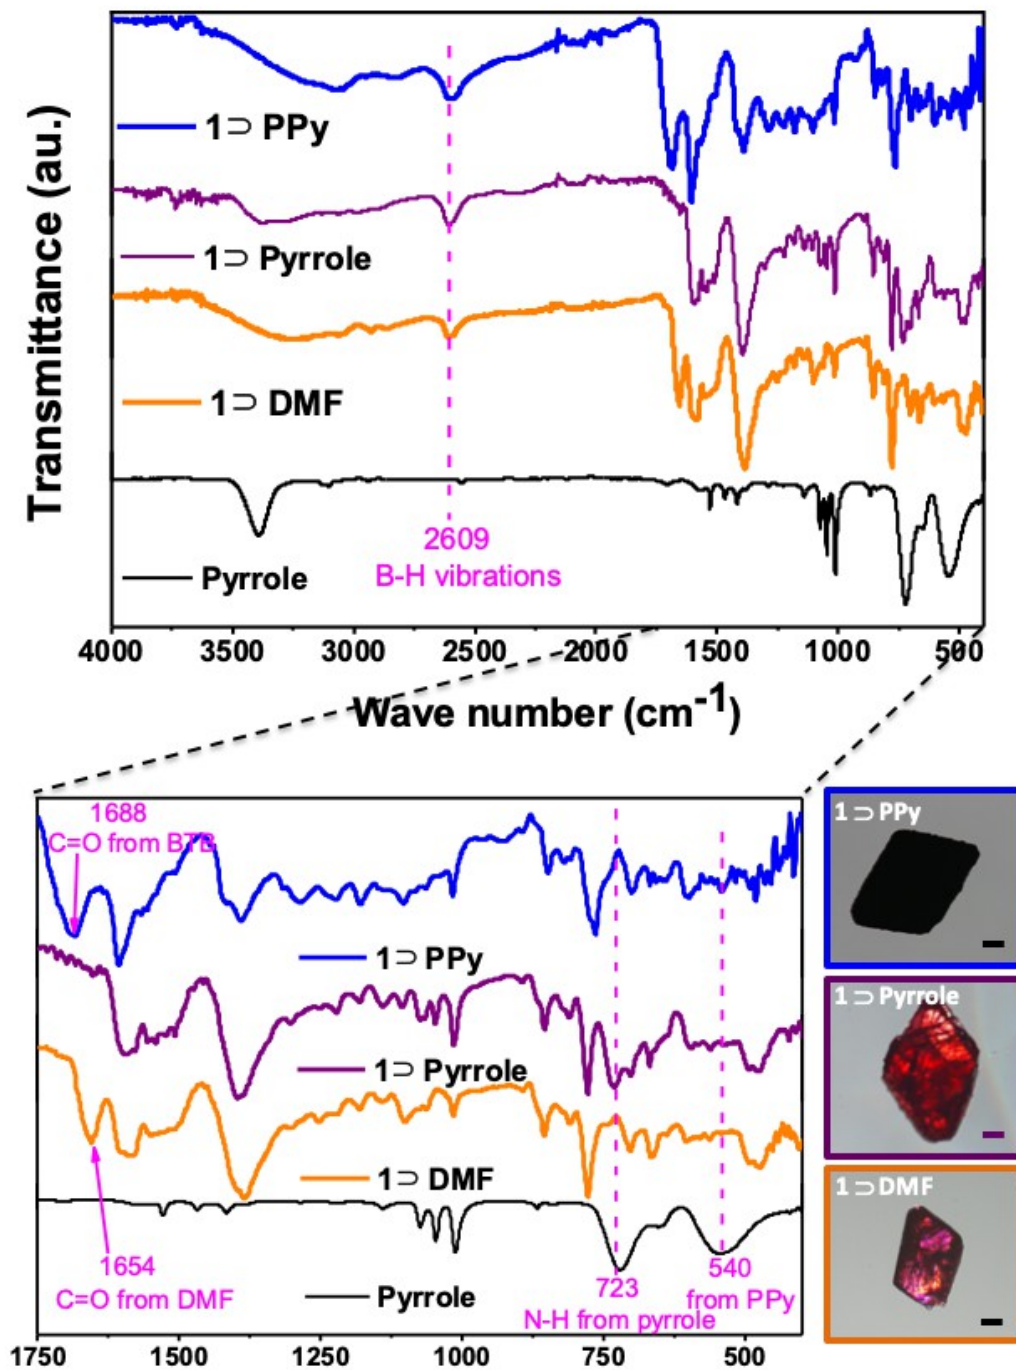 Transmittance (au.)
1⊃ PPy
1⊃ Pyrrole
1⊃ DMF
2609
B-H vibrations
Pyrrole
4000 3500 3000 2500 2000 1500 1000 500
Wave number (cm-1)
1688
C=O from BTB
1⊃ PPy
1⊃ Pyrrole
1⊃ DMF
1654
C=O from DMF
Pyrrole
723
N-H from pyrrole
540
from PPy
1750 1500 1250 1000 750 500
1⊃PPy
1⊃Pyrrole
1⊃DMF